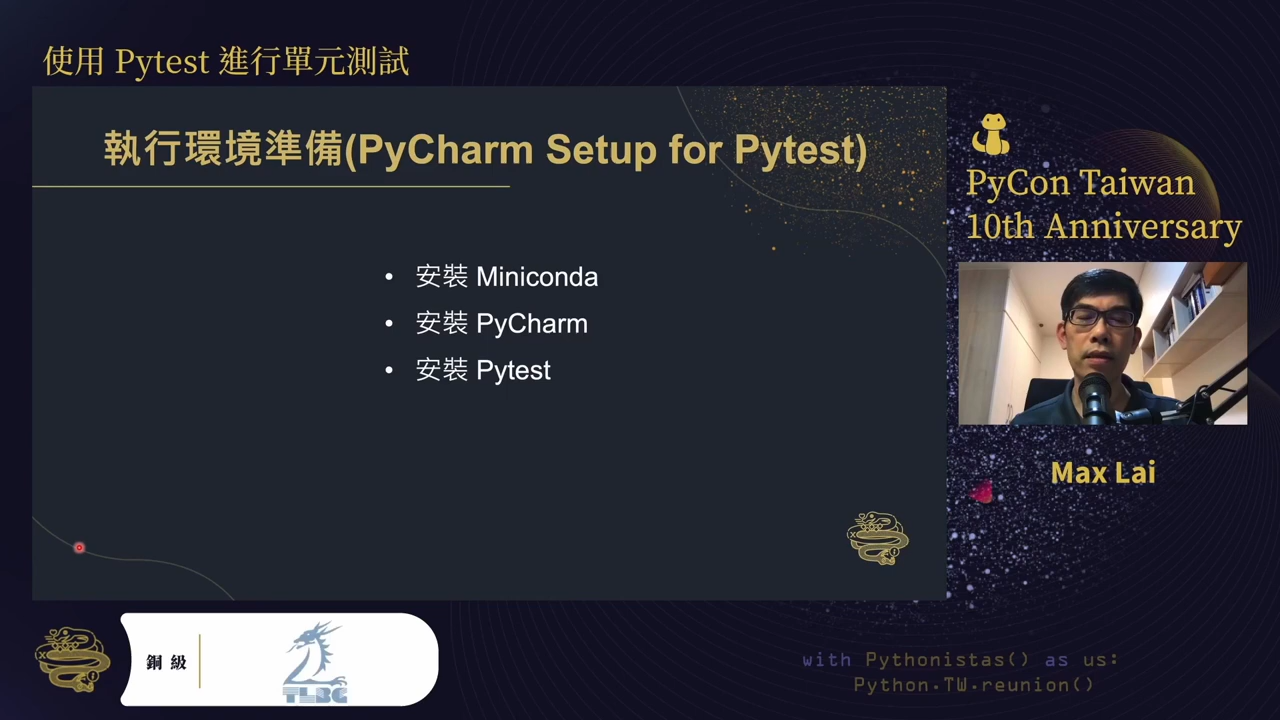 使用 Pytest 進行單元測試
執行環境準備(PyCharm Setup for Pytest)
• 安裝 Miniconda
• 安裝 PyCharm
• 安裝 Pytest
PyCon Taiwan
10th Anniversary
Max Lai
銅級
TLBG
with Pythonistas() as us:
Python.TW.reunion()